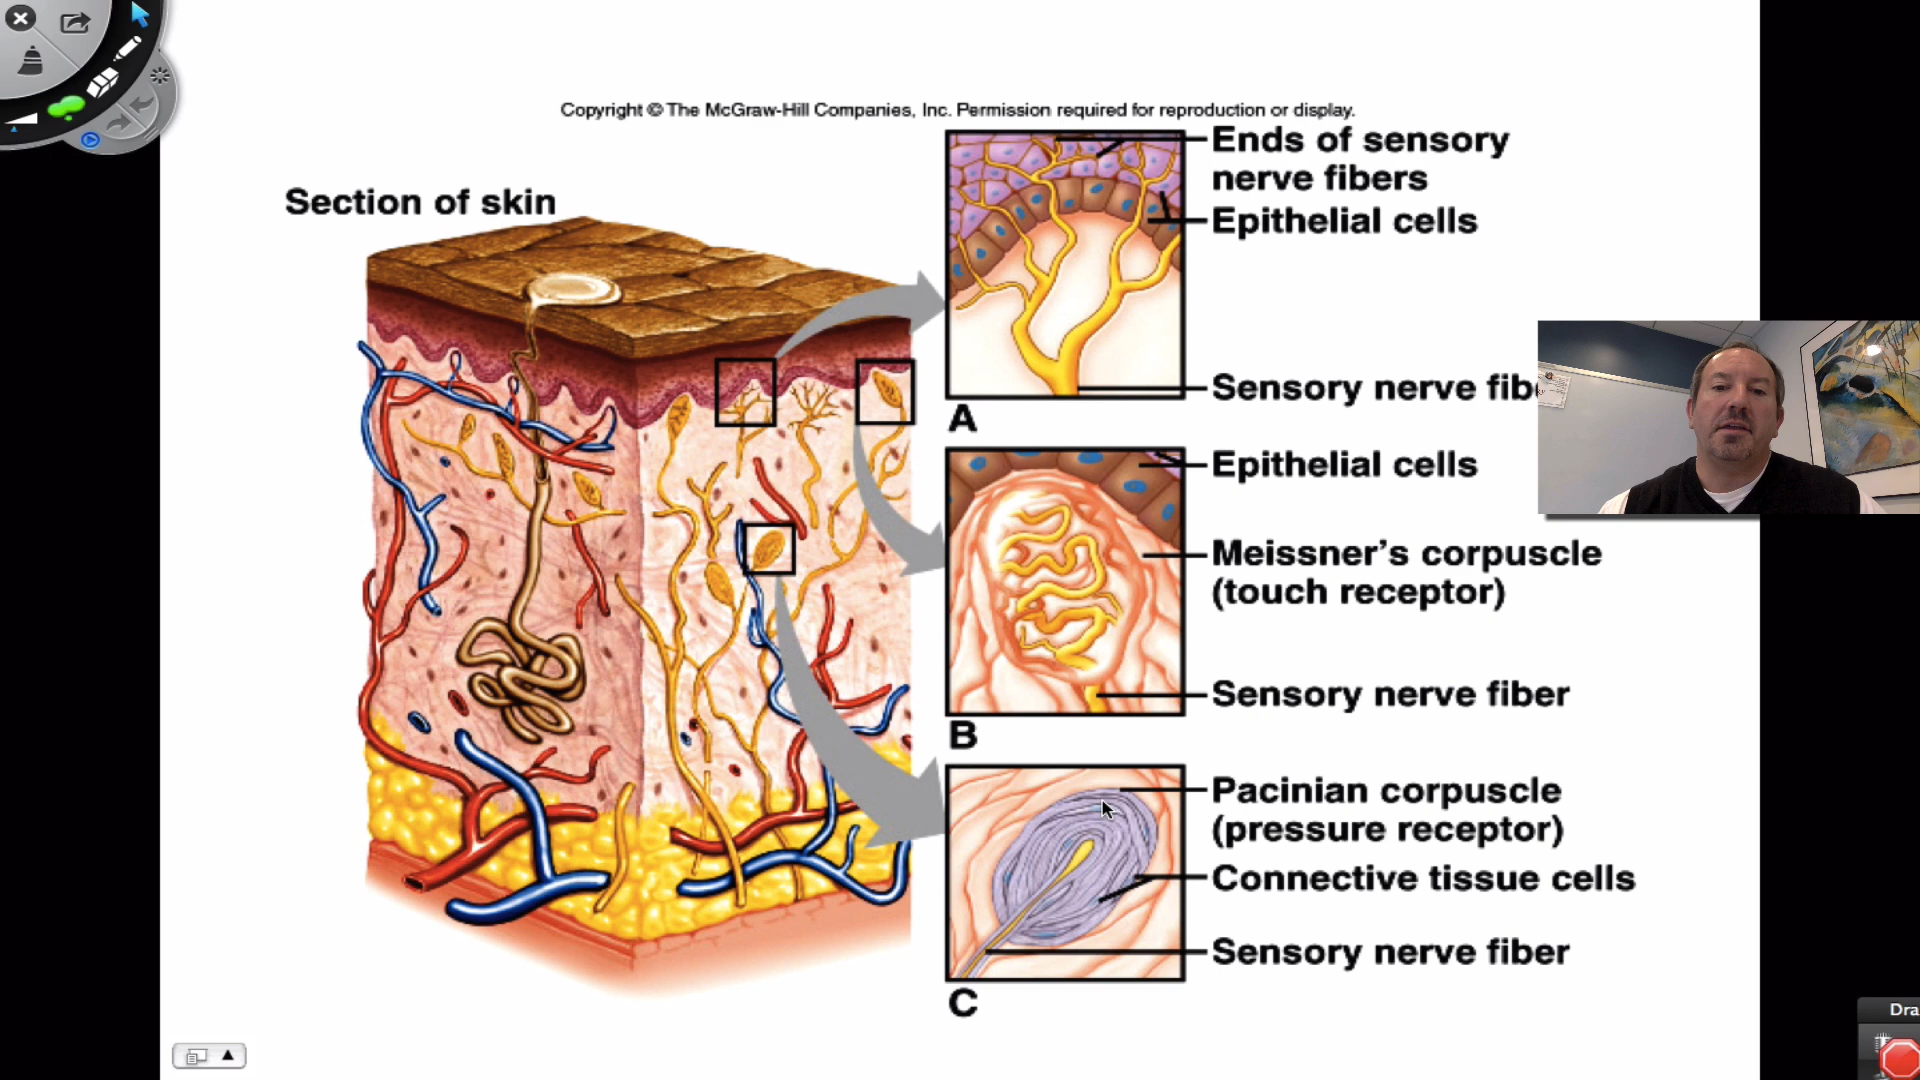 Copyright © The McGraw-Hill Companies, Inc. Permission required for reproduction or display.
Section of skin
Ends of sensory
nerve fibers
Epithelial cells
Sensory nerve fib
A
Epithelial cells
Meissner's corpuscle
(touch receptor)
Sensory nerve fiber
B
Pacinian corpuscle
(pressure receptor)
Connective tissue cells
Sensory nerve fiber
C
Dra